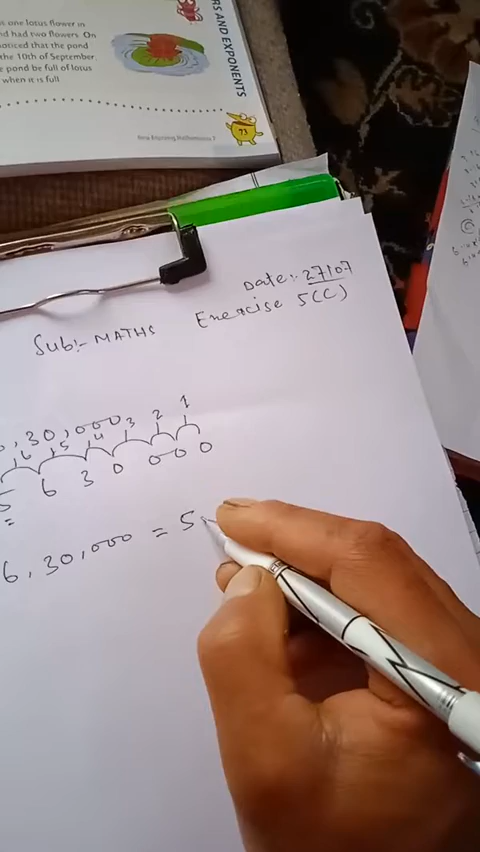 one lotus flower in
nd had two flowers. On
noticed that the pond
the 10th of September.
e pond be full of lotus
when it is full
RS AND EXPONENTS
73
Date:- 27/07
Sub:- MATHS
Exercise 5(C)
, 30,000
6 5 4 3 2 1
5 6 3 0 0 0 0
6,30,000 = 5